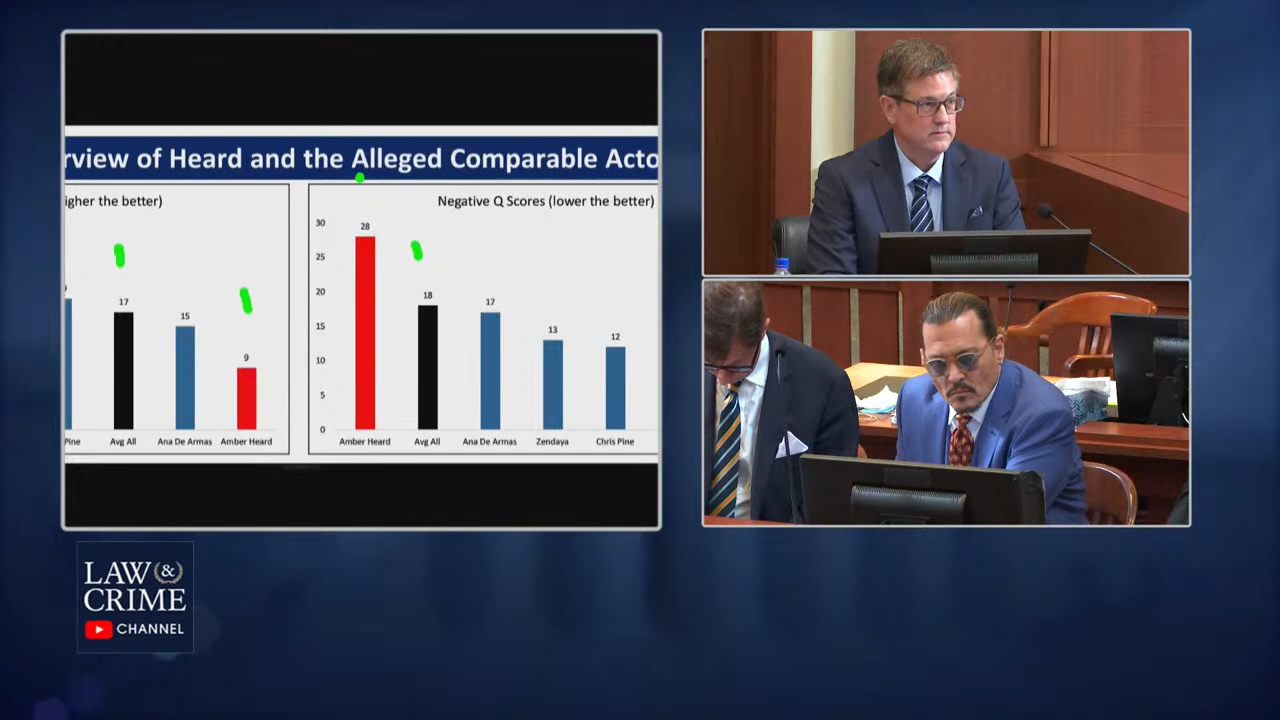 rview of Heard and the Alleged Comparable Acto
igher the better)
17
15
9
Pine
Avg All
Ana De Armas
Amber Heard
Negative Q Scores (lower the better)
30
25
20
15
10
5
0
28
18
17
13
12
Amber Heard
Avg All
Ana De Armas
Zendaya
Chris Pine
LAW &
CRIME
CHANNEL